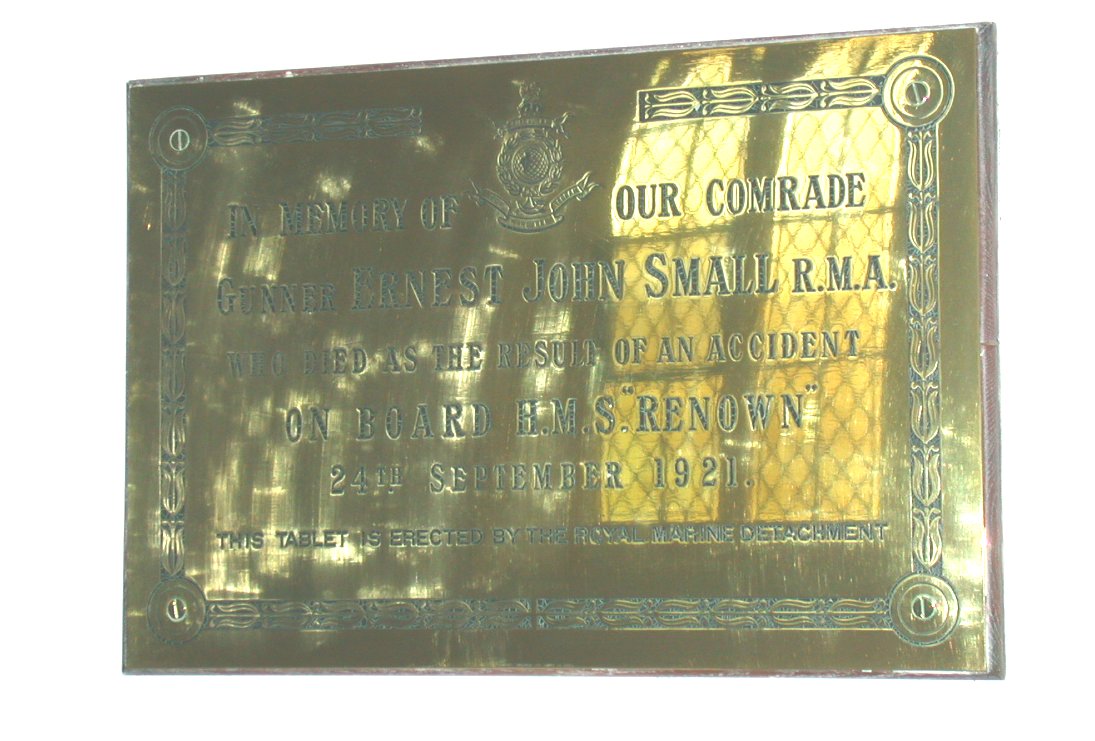 IN MEMORY OF OUR COMRADE
GUNNER ERNEST JOHN SMALL R.M.A.
WHO DIED AS THE RESULT OF AN ACCIDENT
ON BOARD H.M.S. "RENOWN"
24TH SEPTEMBER 1921.
THIS TABLET IS ERECTED BY THE ROYAL MARINE DETACHMENT